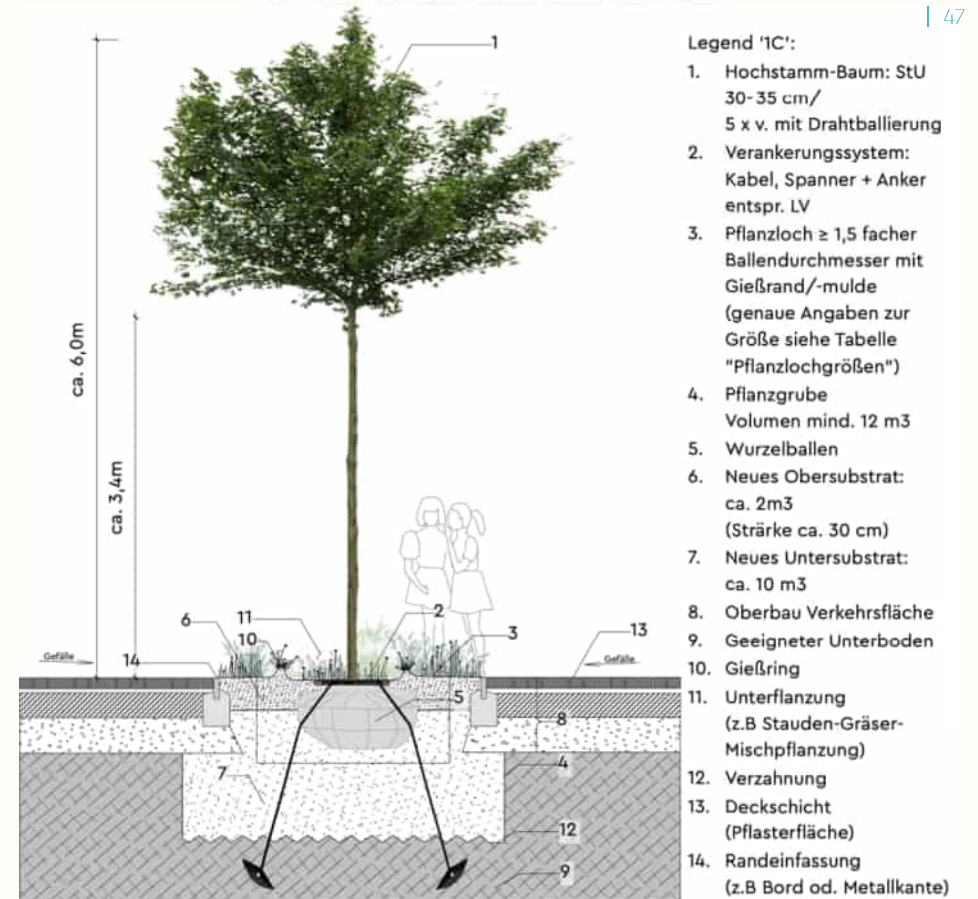 | 47
Legend '1C':
1. Hochstamm-Baum: StU
30-35 cm/
5 x v. mit Drahtballierung
2. Verankerungssystem:
Kabel, Spanner + Anker
entspr. LV
3. Pflanzloch ≥ 1,5 facher
Ballendurchmesser mit
Gießrand/-mulde
(genaue Angaben zur
Größe siehe Tabelle
"Pflanzlochgrößen")
4. Pflanzgrube
Volumen mind. 12 m3
5. Wurzelballen
6. Neues Obersubstrat:
ca. 2m3
(Strärke ca. 30 cm)
7. Neues Untersubstrat:
ca. 10 m3
8. Oberbau Verkehrsfläche
9. Geeigneter Unterboden
10. Gießring
11. Unterflanzung
(z.B Stauden-Gräser-
Mischpflanzung)
12. Verzahnung
13. Deckschicht
(Pflasterfläche)
14. Randeinfassung
(z.B Bord od. Metallkante)
1
ca. 6,0m
ca. 3,4m
2
6
11
10
3
13
14
Gefälle
Gefälle
5
8
4
7
12
9